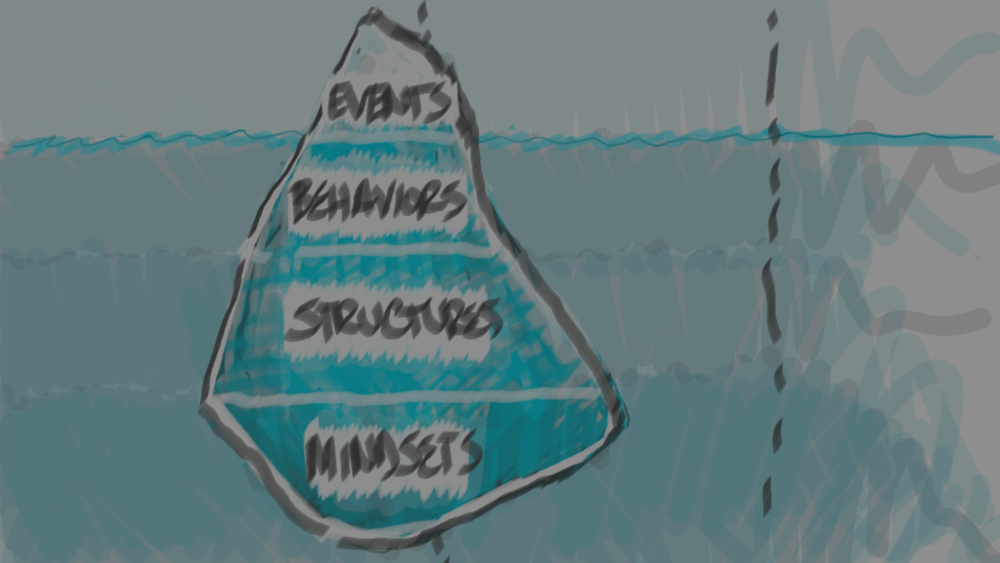 EVENTS
BEHAVIORS
STRUCTURES
MINDSETS